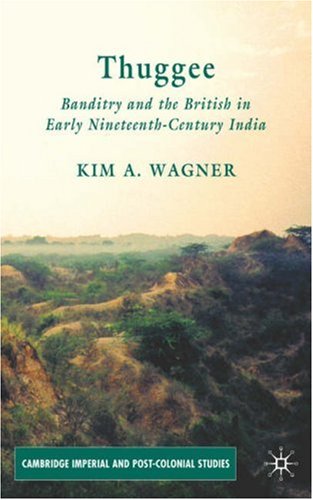 Thuggee
Banditry and the British in
Early Nineteenth-Century India
KIM A. WAGNER
CAMBRIDGE IMPERIAL AND POST-COLONIAL STUDIES